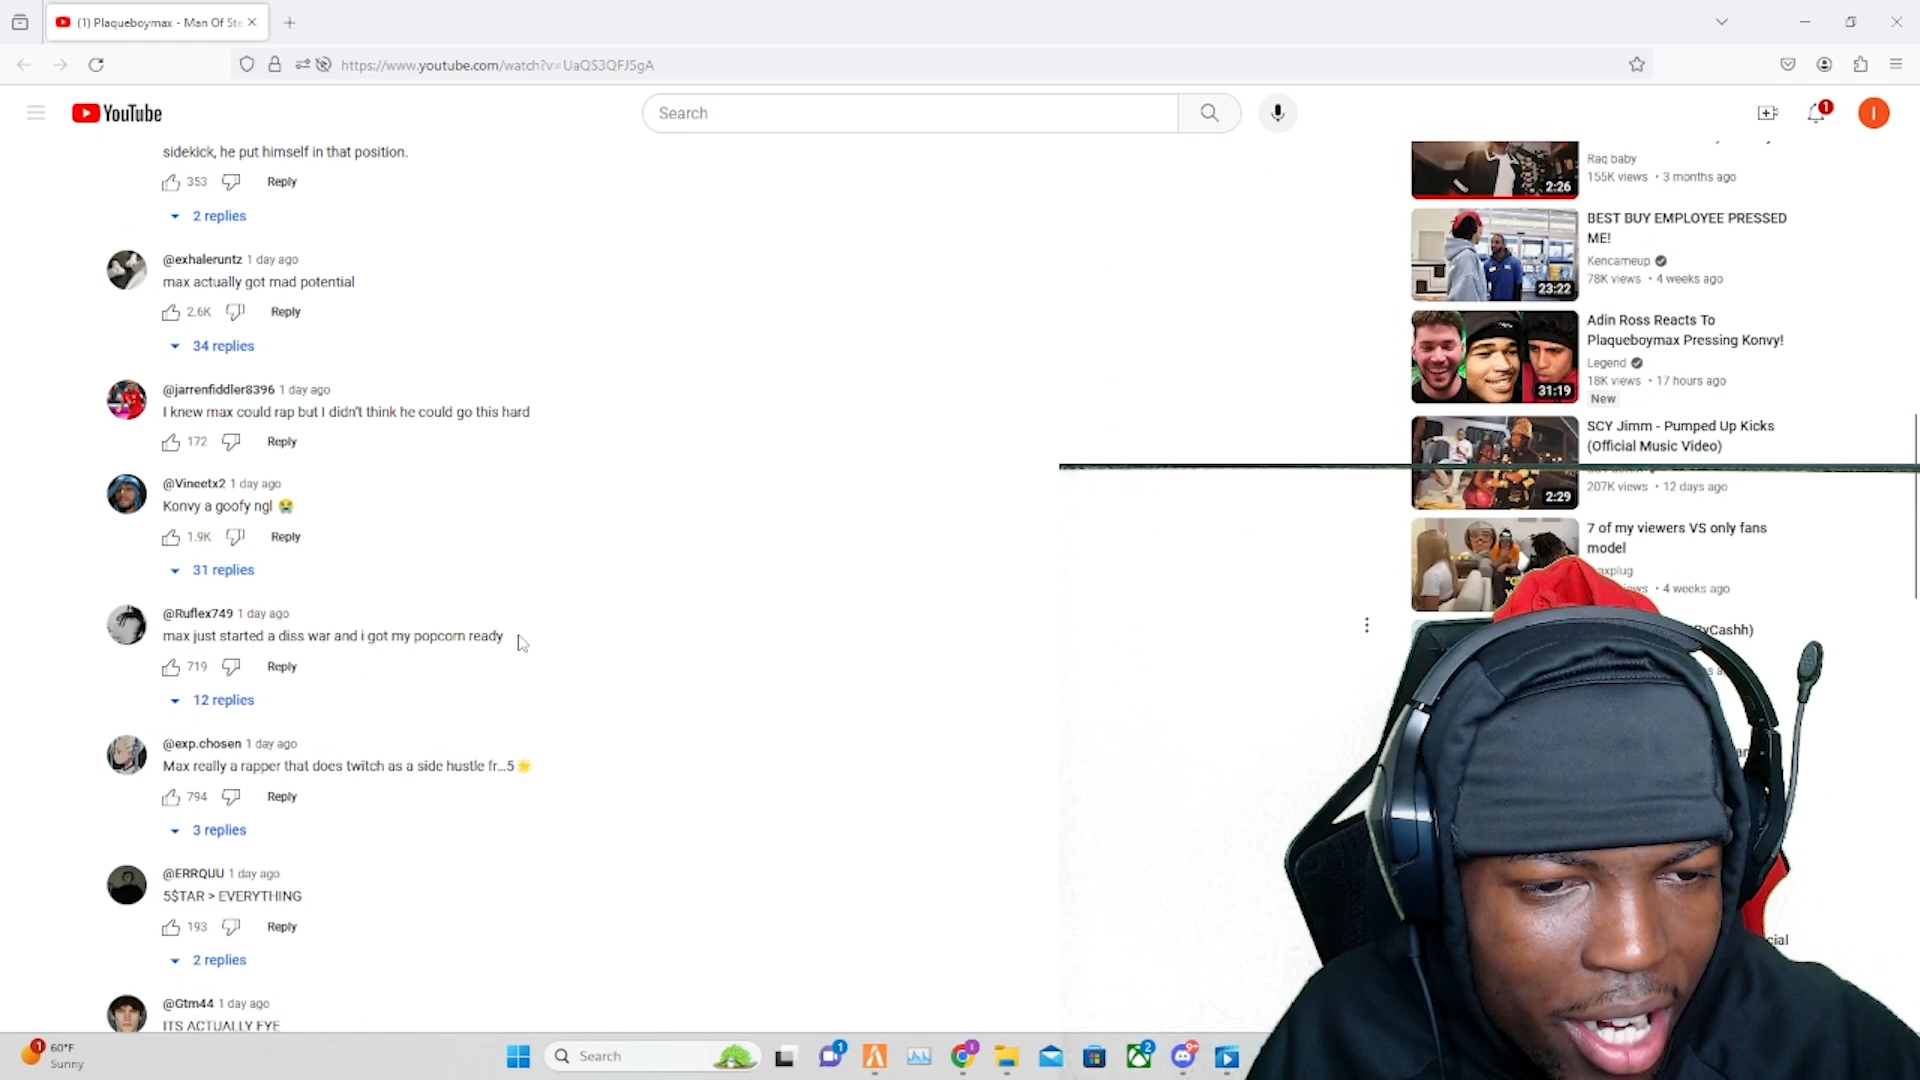 (1) Plaqueboymax - Man Of Ste
https://www.youtube.com/watch?v=UaQS3QFJ5gA
YouTube
Search
1
I
sidekick, he put himself in that position.
353 Reply
2 replies
@exhaleruntz 1 day ago
max actually got mad potential
2.6K Reply
34 replies
@jarrenfiddler8396 1 day ago
I knew max could rap but I didn't think he could go this hard
172 Reply
@Vineetx2 1 day ago
Konvy a goofy ngl 😭
1.9K Reply
31 replies
@Ruflex749 1 day ago
max just started a diss war and i got my popcorn ready
719 Reply
12 replies
@exp.chosen 1 day ago
Max really a rapper that does twitch as a side hustle fr...5🌟
794 Reply
3 replies
@ERRQUU 1 day ago
5$TAR > EVERYTHING
193 Reply
2 replies
@Gtm44 1 day ago
ITS ACTUALLY FYE
Raq baby
155K views • 3 months ago
2:26
BEST BUY EMPLOYEE PRESSED
ME!
Kencameup
78K views • 4 weeks ago
23:22
Adin Ross Reacts To
Plaqueboymax Pressing Konvy!
Legend
18K views • 17 hours ago
New
31:19
SCY Jimm - Pumped Up Kicks
(Official Music Video)
207K views • 12 days ago
2:29
7 of my viewers VS only fans
model
4 weeks ago
1
60°F
Sunny
Search
1
2